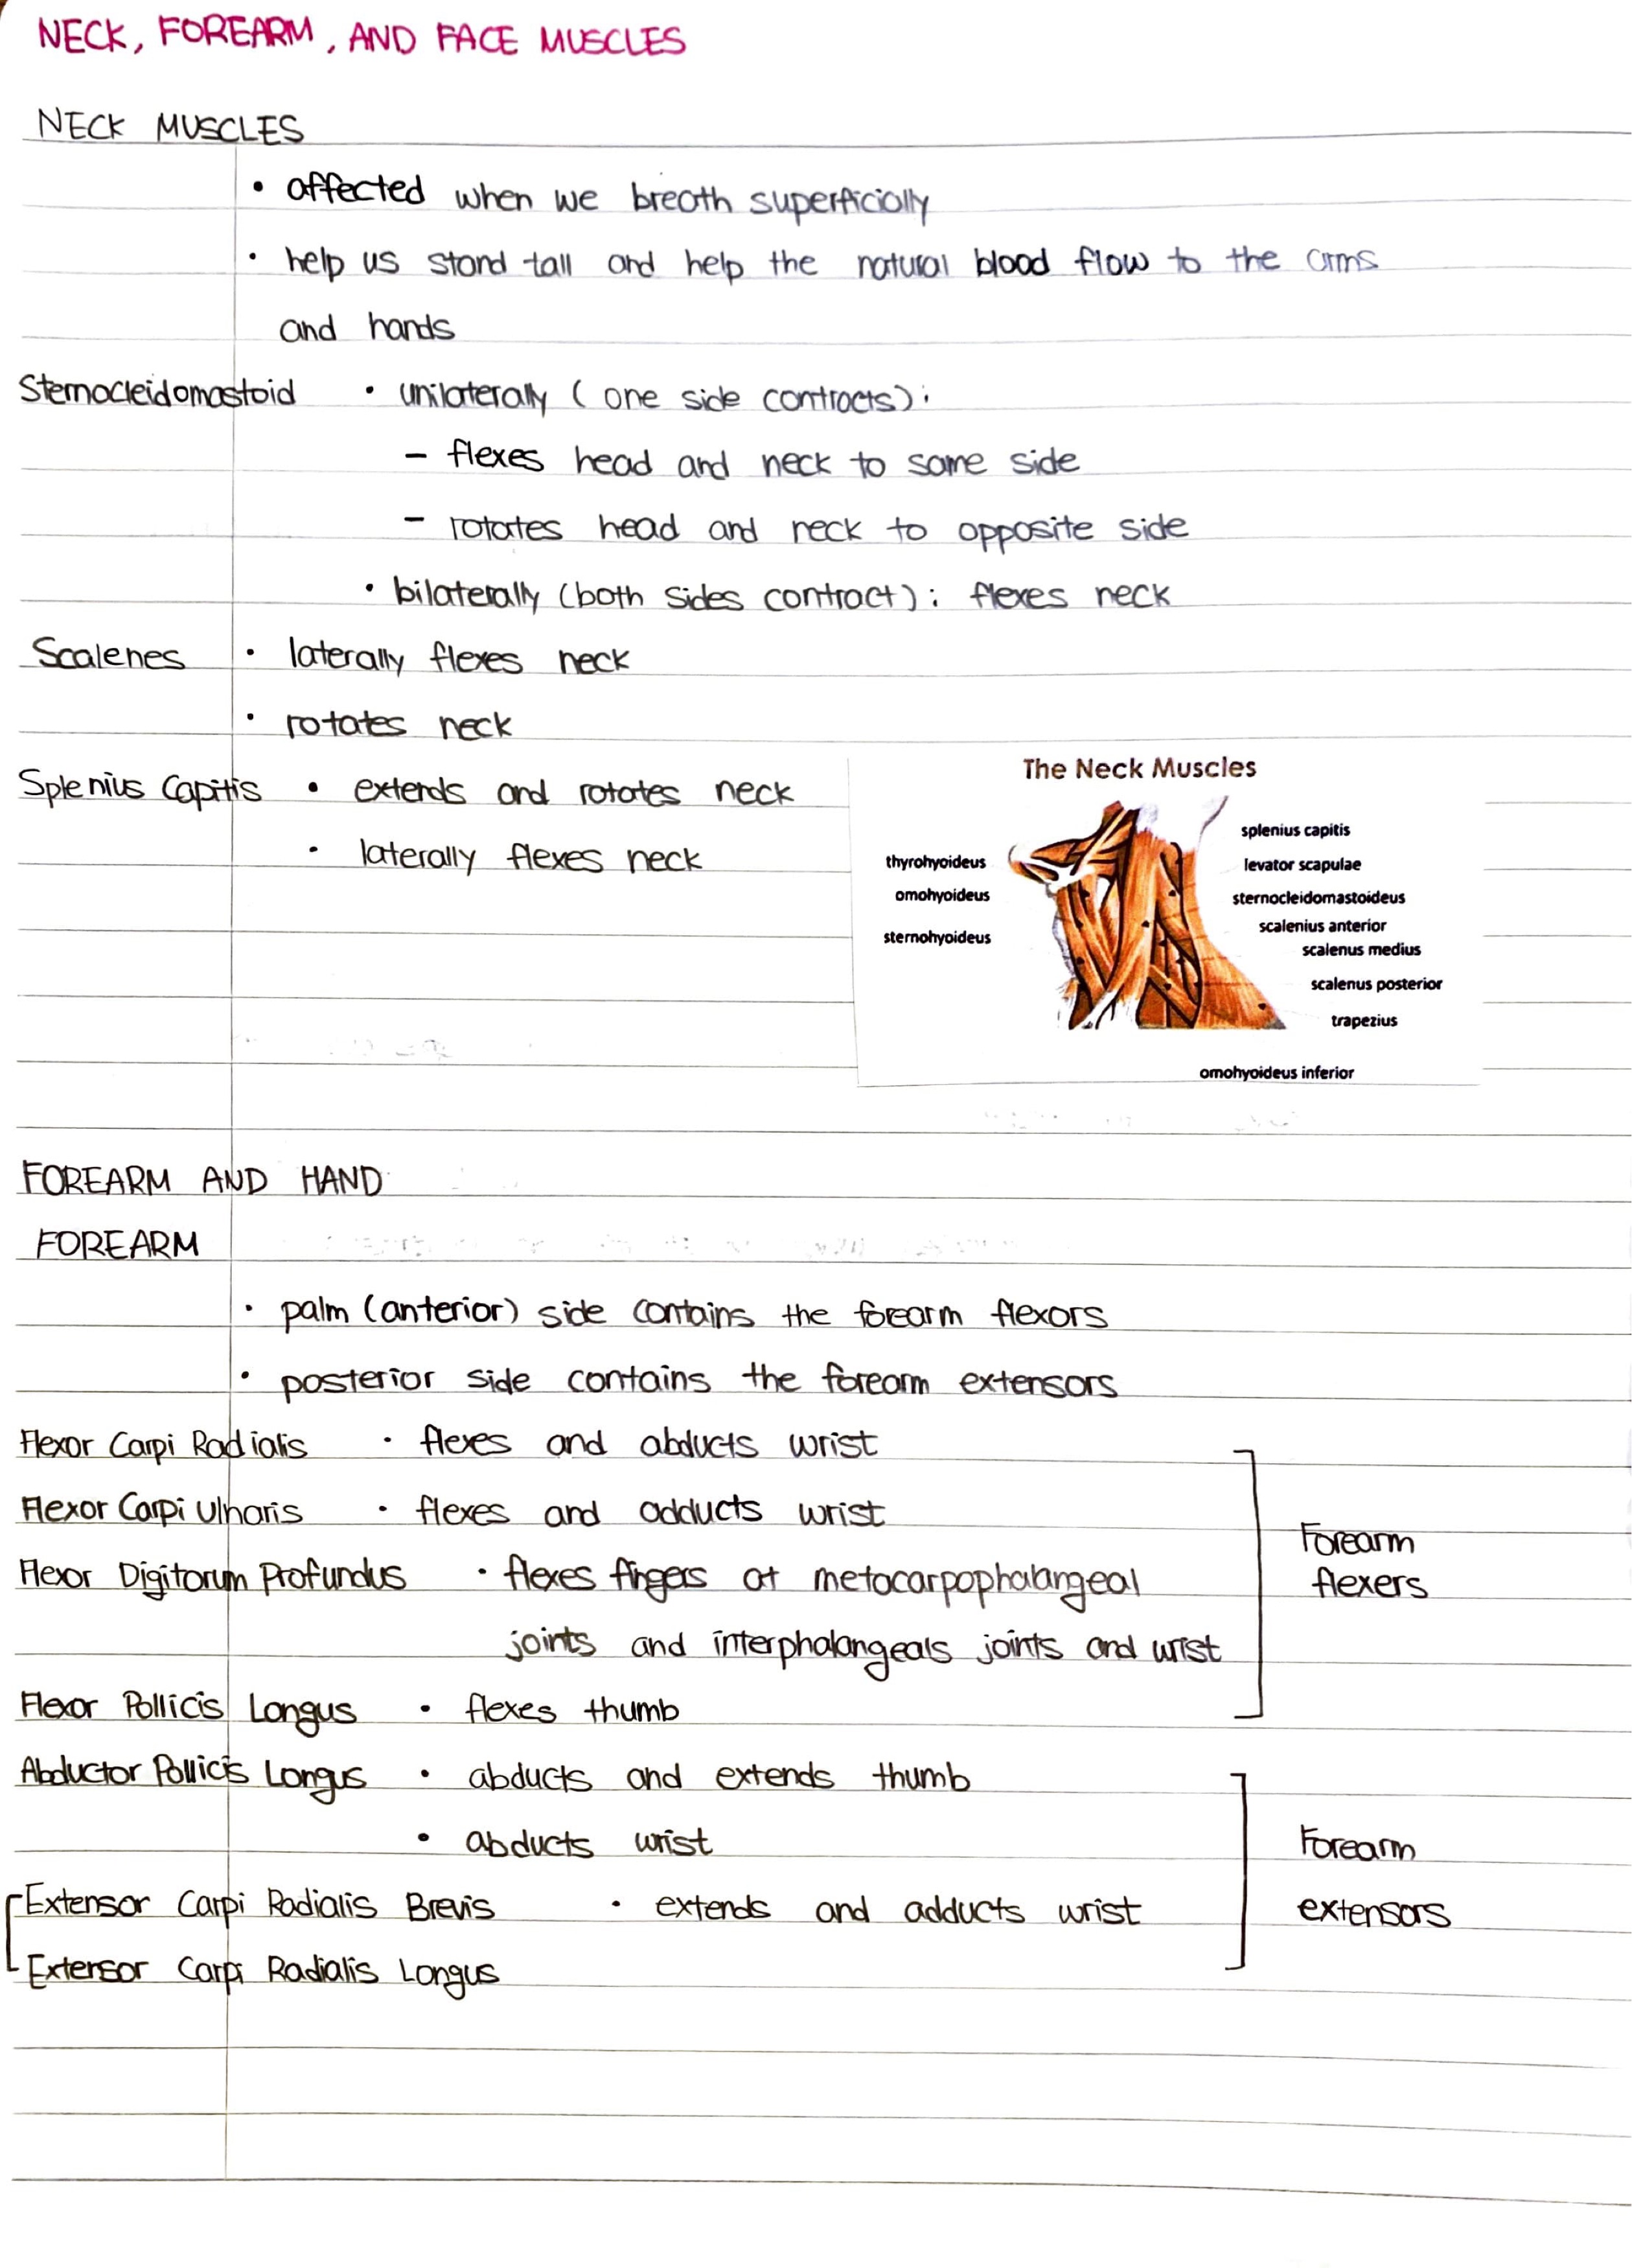 NECK, FOREARM, AND FACE MUSCLES
NECK MUSCLES
• affected when we breath superficially
• help us stand tall and help the natural blood flow to the arms
and hands
Sternocleidomastoid • unilaterally (one side contracts):
- flexes head and neck to same side
- rotates head and neck to opposite side
• bilaterally (both sides contract): flexes neck
Scalenes • laterally flexes neck
• rotates neck
Splenius Capitis • extends and rotates neck
• laterally flexes neck
The Neck Muscles
splenius capitis
thyrohyoideus
levator scapulae
omohyoideus
sternocleidomastoideus
scalenius anterior
sternohyoideus
scalenus medius
scalenus posterior
trapezius
omohyoideus inferior
FOREARM AND HAND
FOREARM
• palm (anterior) side contains the forearm flexors
• posterior side contains the forearm extensors
Flexor Carpi Radialis • flexes and abducts wrist
Flexor Carpi Ulnaris • flexes and adducts wrist
Flexor Digitorum Profundus • flexes fingers at metacarpophalangeal
joints and interphalangeals joints and wrist
Forearm
flexers
Flexor Pollicis Longus • flexes thumb
Abductor Pollicis Longus • abducts and extends thumb
• abducts wrist
Extensor Carpi Radialis Brevis • extends and adducts wrist
Extensor Carpi Radialis Longus
Forearm
extensors